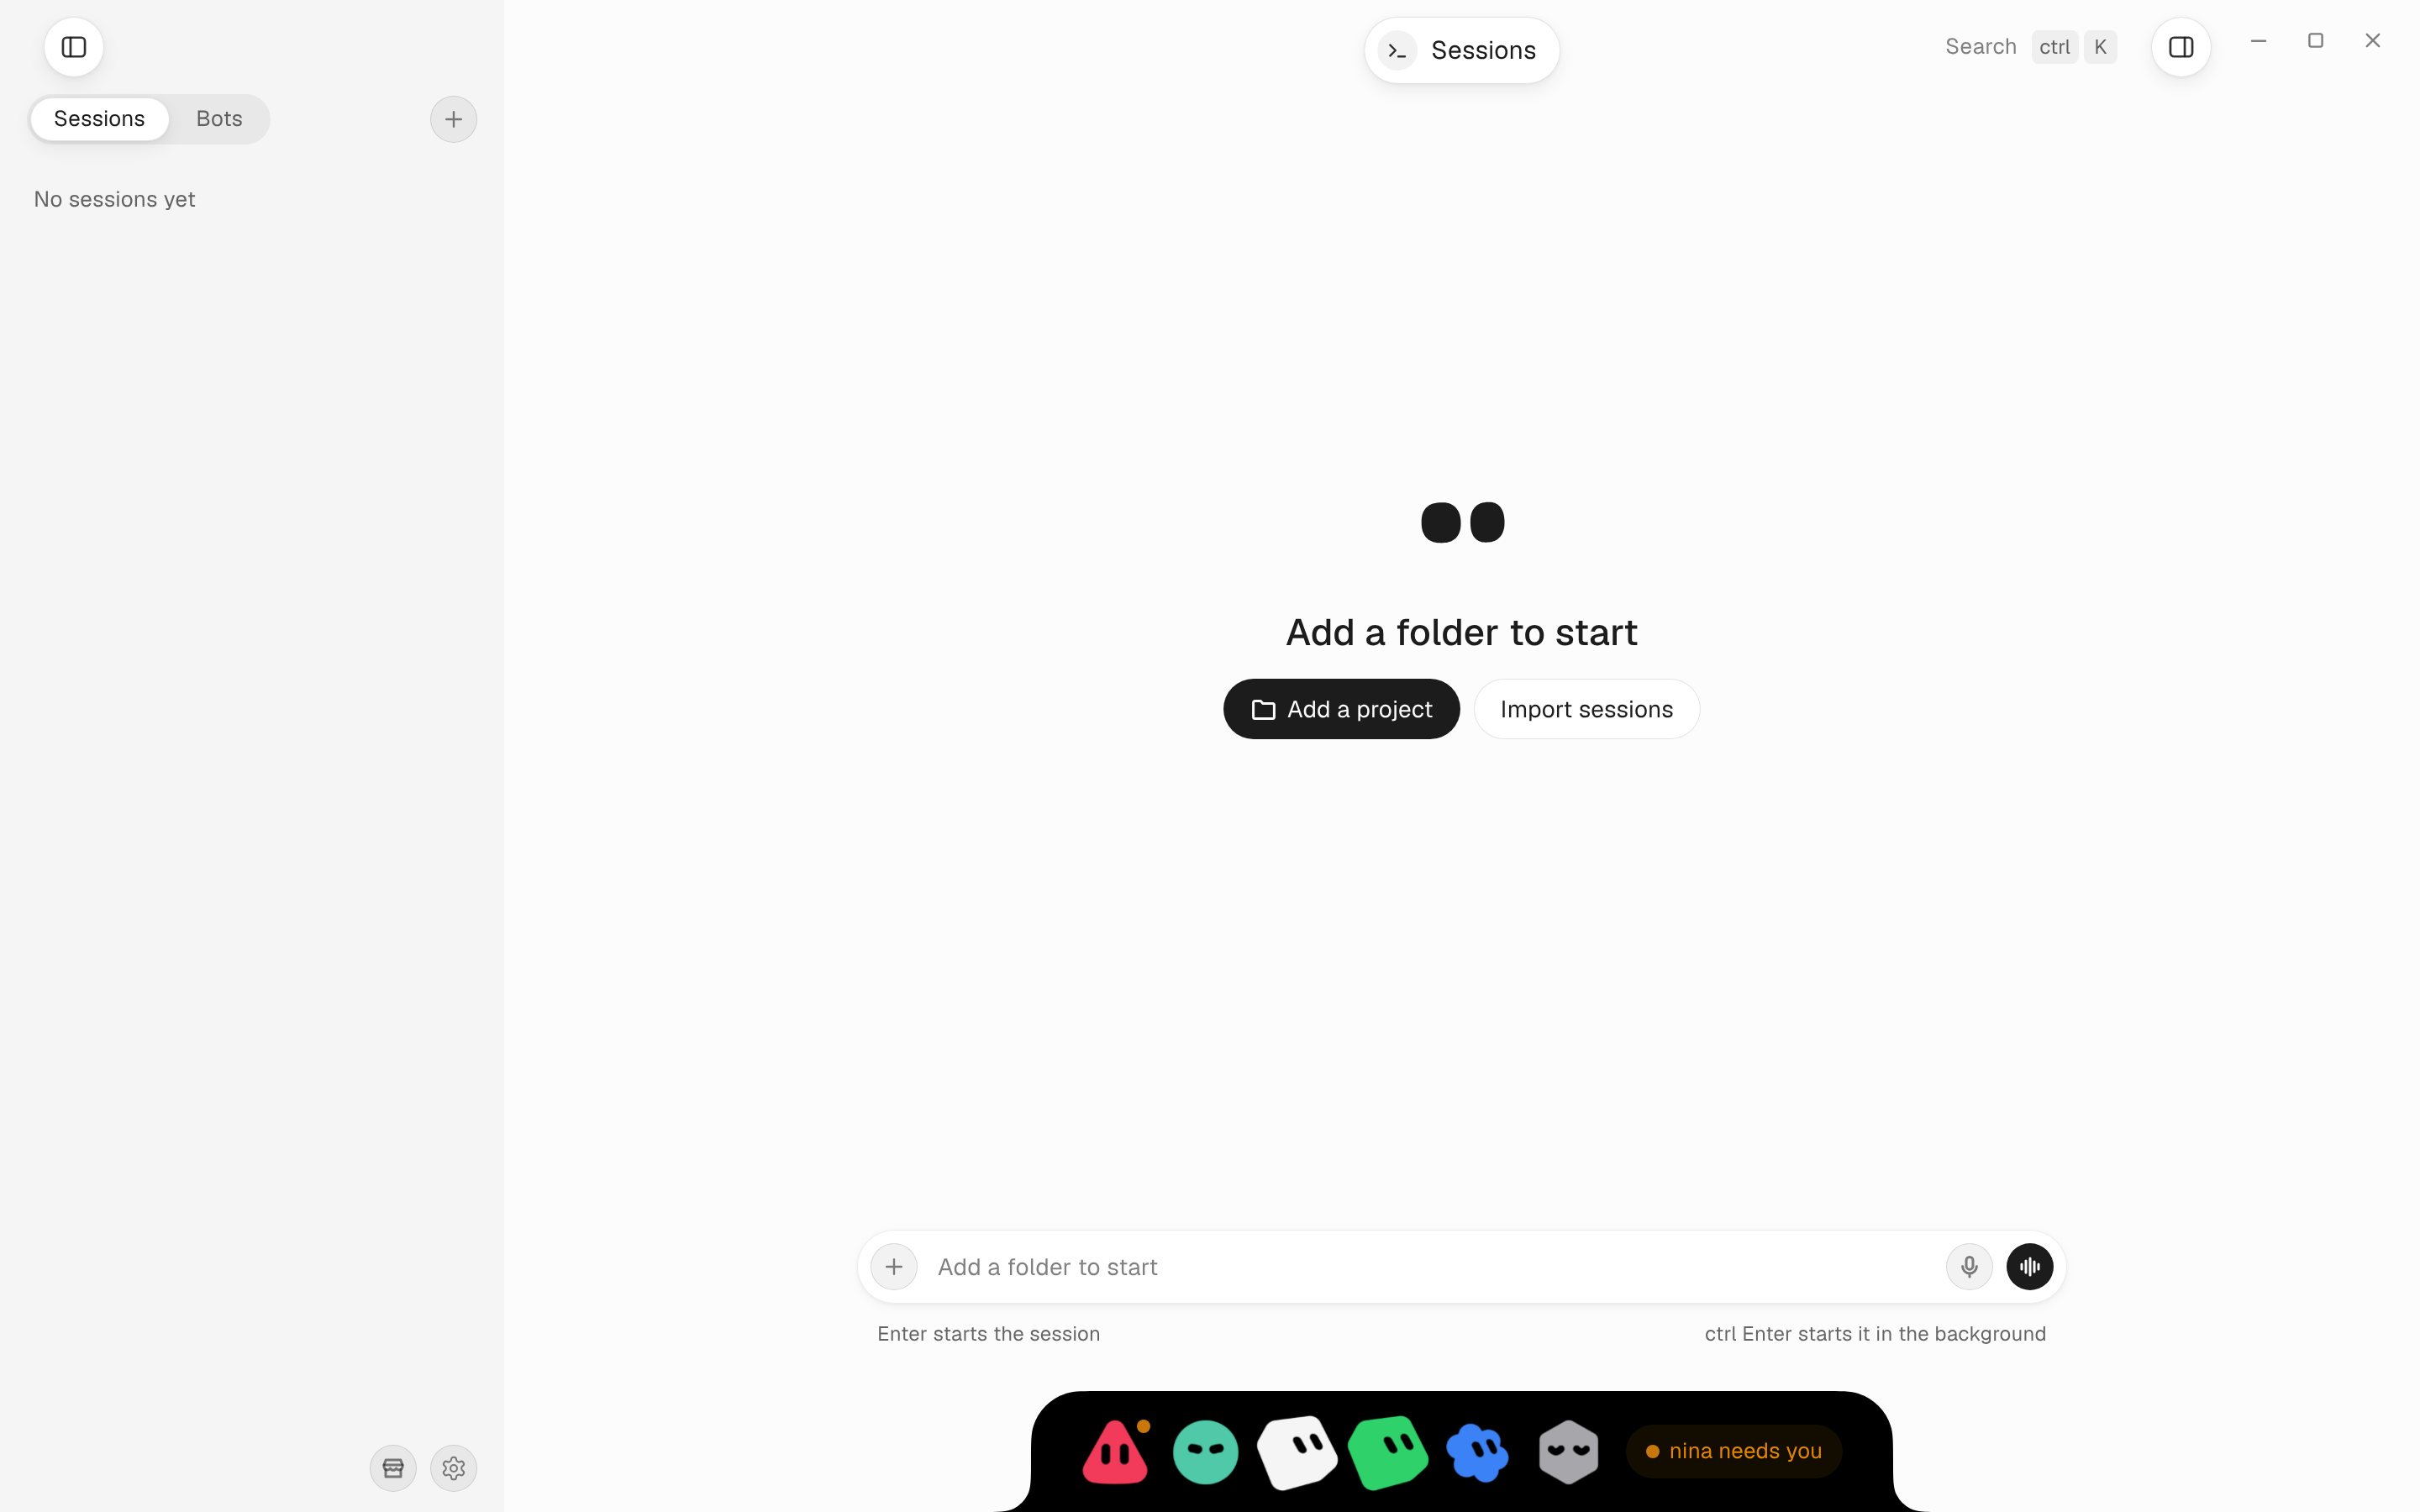 Sessions
Search ctrl K
Sessions Bots
No sessions yet
Add a folder to start
Add a project
Import sessions
Add a folder to start
Enter starts the session
ctrl Enter starts it in the background
nina needs you